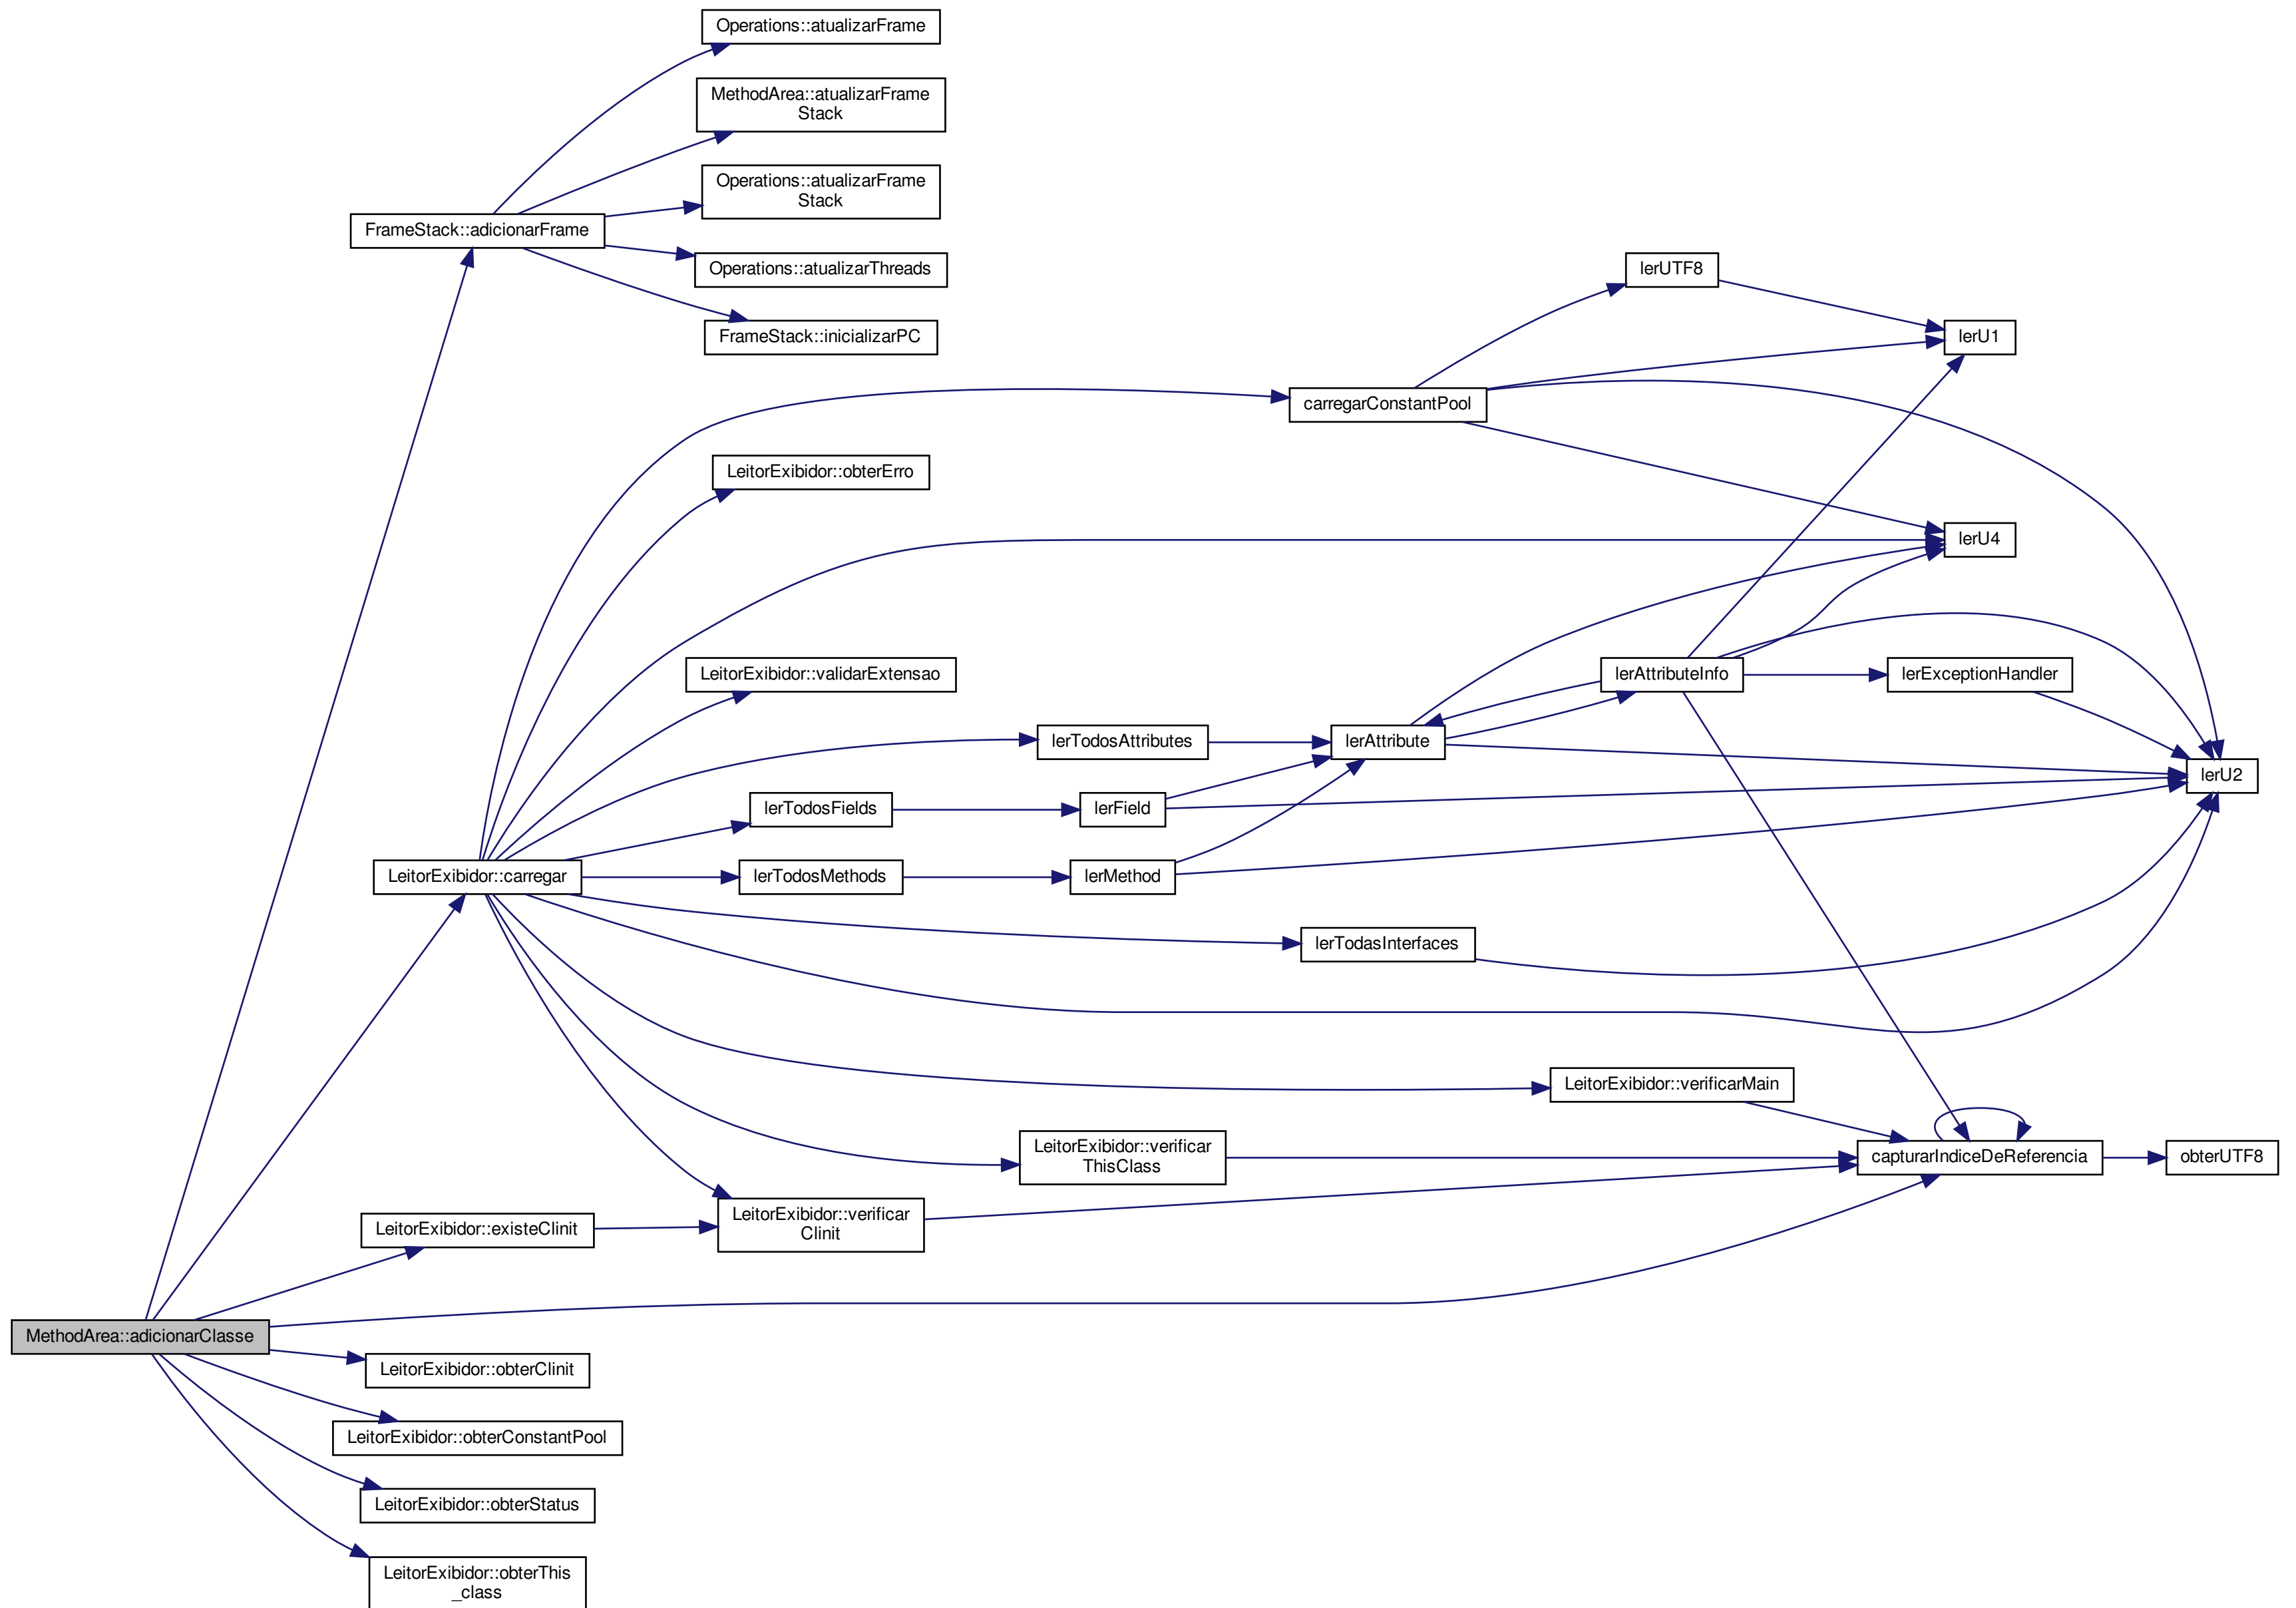 Operations::atualizarFrame
MethodArea::atualizarFrame
Stack
Operations::atualizarFrame
Stack
FrameStack::adicionarFrame
Operations::atualizarThreads
FrameStack::inicializarPC
lerUTF8
lerU1
carregarConstantPool
LeitorExibidor::obterErro
lerU4
LeitorExibidor::validarExtensao
lerAttributeInfo
lerExceptionHandler
lerTodosAttributes
lerAttribute
lerU2
lerTodosFields
lerField
LeitorExibidor::carregar
lerTodosMethods
lerMethod
lerTodasInterfaces
LeitorExibidor::verificarMain
LeitorExibidor::verificar
ThisClass
capturarIndiceDeReferencia
obterUTF8
LeitorExibidor::existeClinit
LeitorExibidor::verificar
Clinit
MethodArea::adicionarClasse
LeitorExibidor::obterClinit
LeitorExibidor::obterConstantPool
LeitorExibidor::obterStatus
LeitorExibidor::obterThis
_class